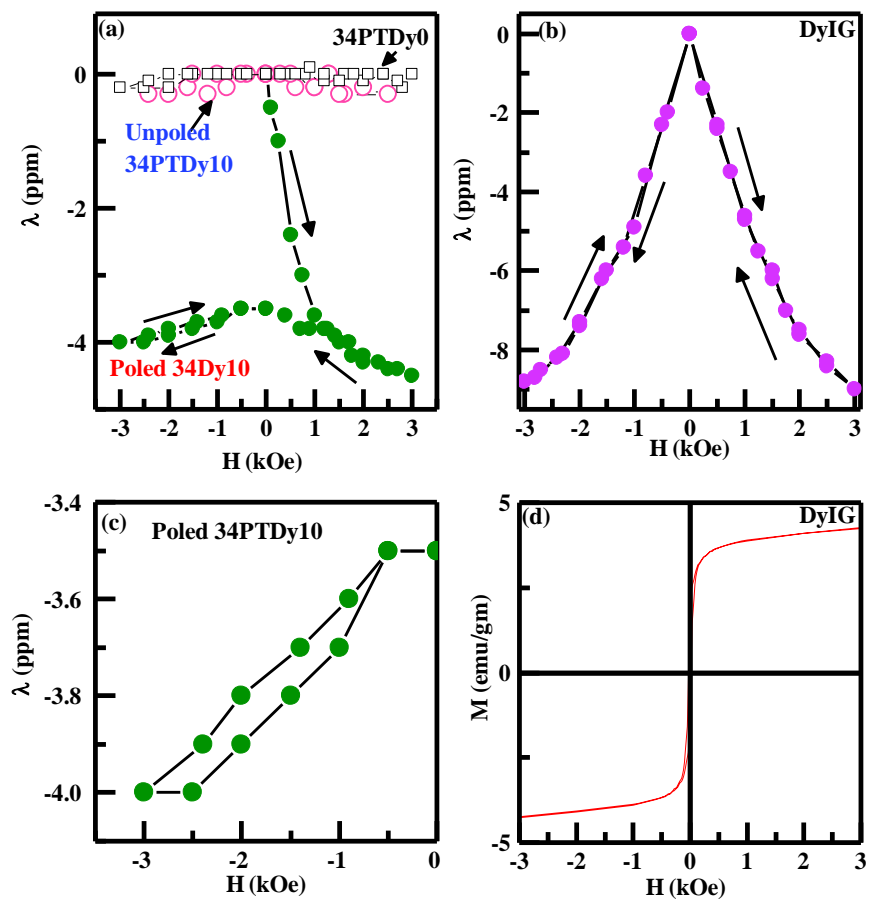 (a)
34PTDy0
0
Unpoled
34PTDy10
-2
λ (ppm)
-4
Poled 34Dy10
-3 -2 -1 0 1 2 3
H (kOe)
(b)
DyIG
0
-2
-4
λ (ppm)
-6
-8
-3 -2 -1 0 1 2 3
H (kOe)
-3.4
(c)
Poled 34PTDy10
-3.6
λ (ppm)
-3.8
-4.0
-3 -2 -1 0
H (kOe)
5
(d)
DyIG
M (emu/gm)
0
-5
-3 -2 -1 0 1 2 3
H (kOe)